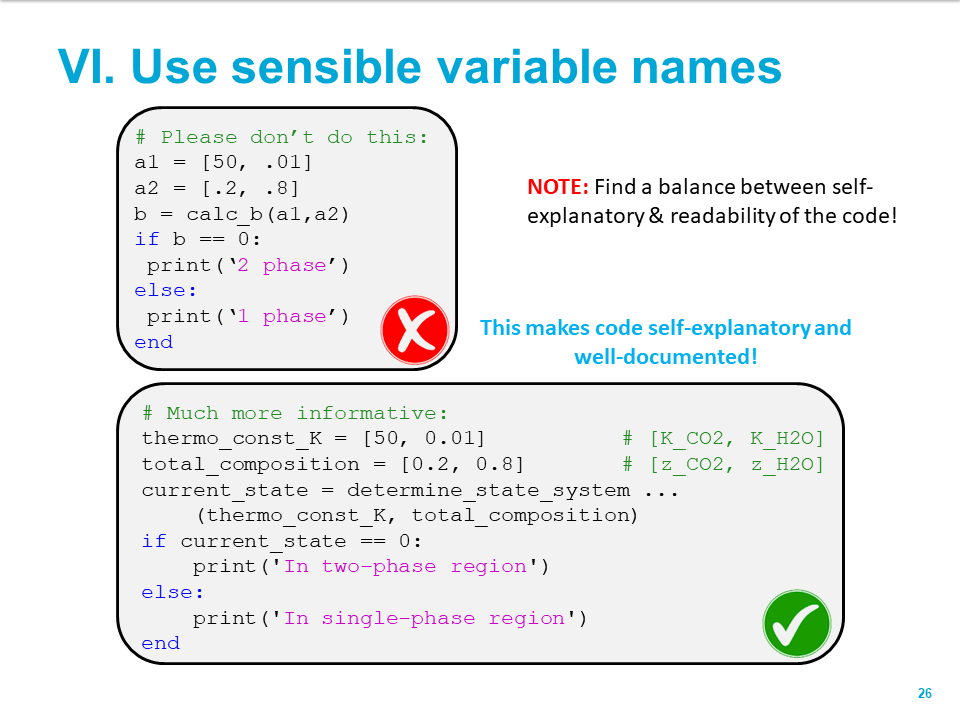 VI. Use sensible variable names
# Please don’t do this:
a1 = [50, .01]
a2 = [.2, .8]
b = calc_b(a1,a2)
if b == 0:
 print(‘2 phase’)
else:
 print(‘1 phase’)
end
NOTE: Find a balance between self-
explanatory & readability of the code!
This makes code self-explanatory and
well-documented!
# Much more informative:
thermo_const_K = [50, 0.01]          # [K_CO2, K_H2O]
total_composition = [0.2, 0.8]       # [z_CO2, z_H2O]
current_state = determine_state_system ...
    (thermo_const_K, total_composition)
if current_state == 0:
    print('In two-phase region')
else:
    print('In single-phase region')
end
26